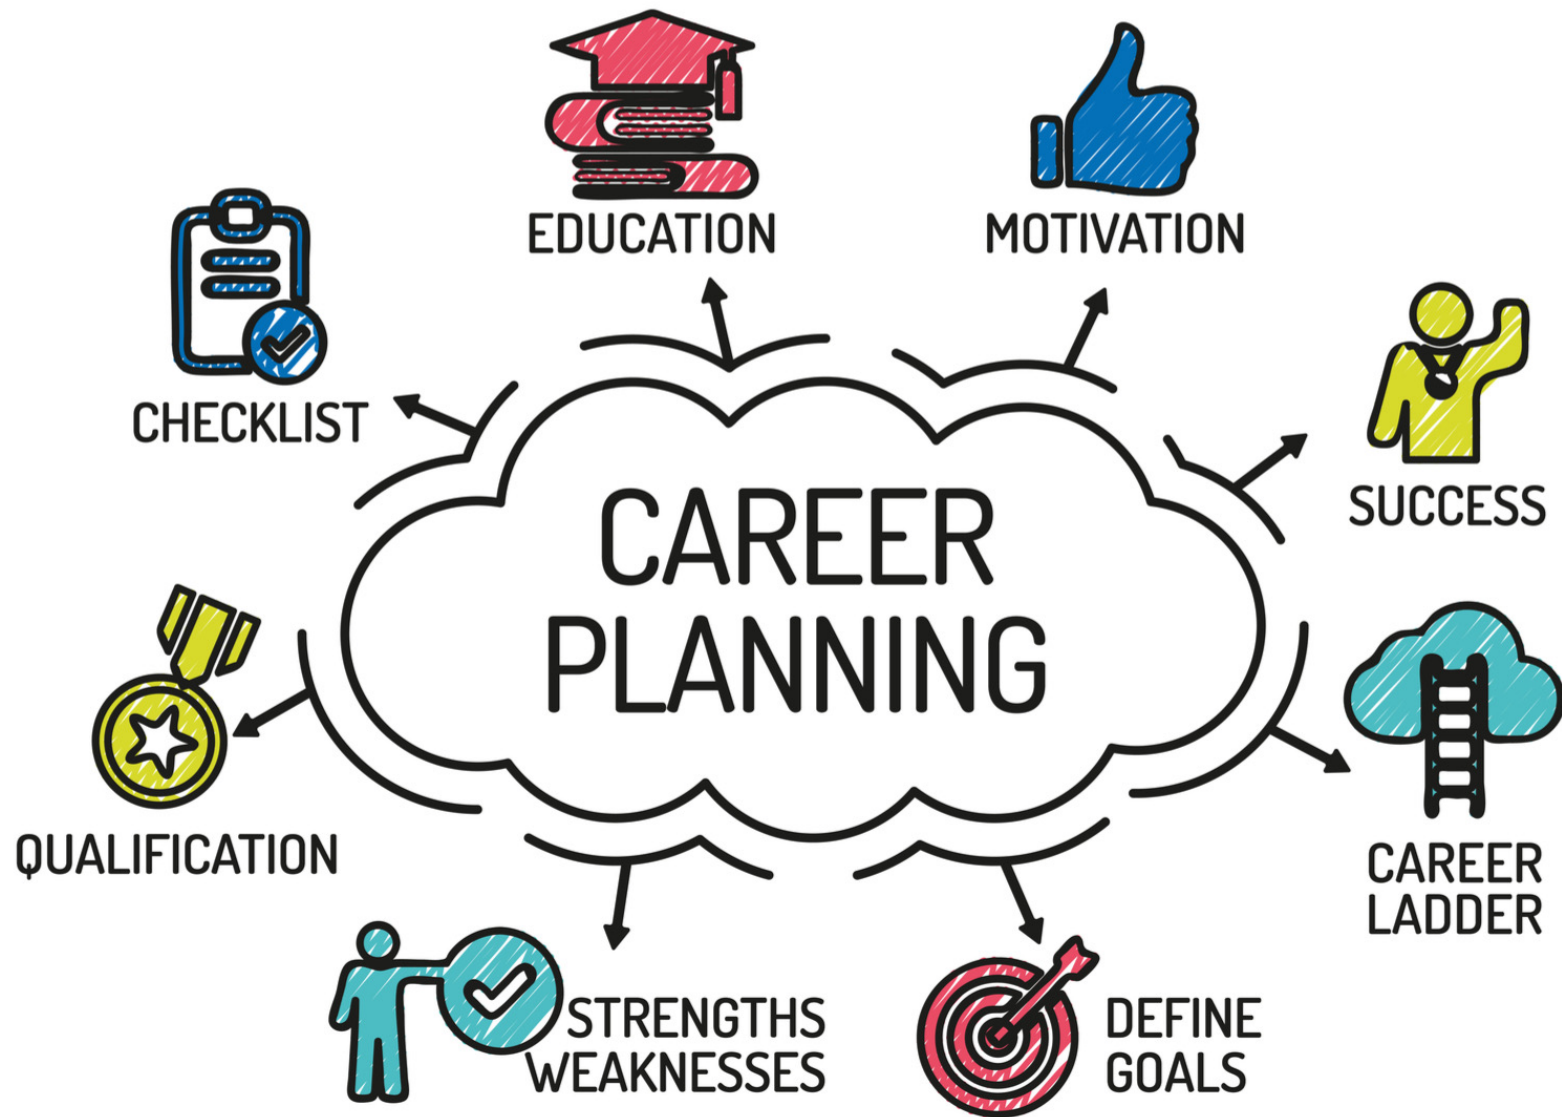 EDUCATION
MOTIVATION
CHECKLIST
SUCCESS
CAREER
PLANNING
QUALIFICATION
CAREER
LADDER
STRENGTHS
WEAKNESSES
DEFINE
GOALS